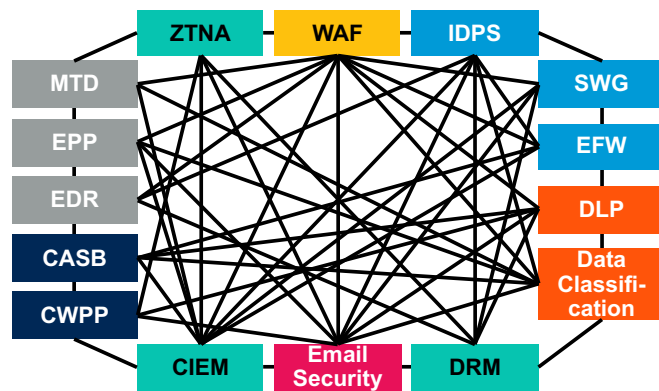 ZTNA
WAF
IDPS
MTD
SWG
EPP
EFW
EDR
DLP
CASB
Data
Classifi-
cation
CWPP
CIEM
Email
Security
DRM